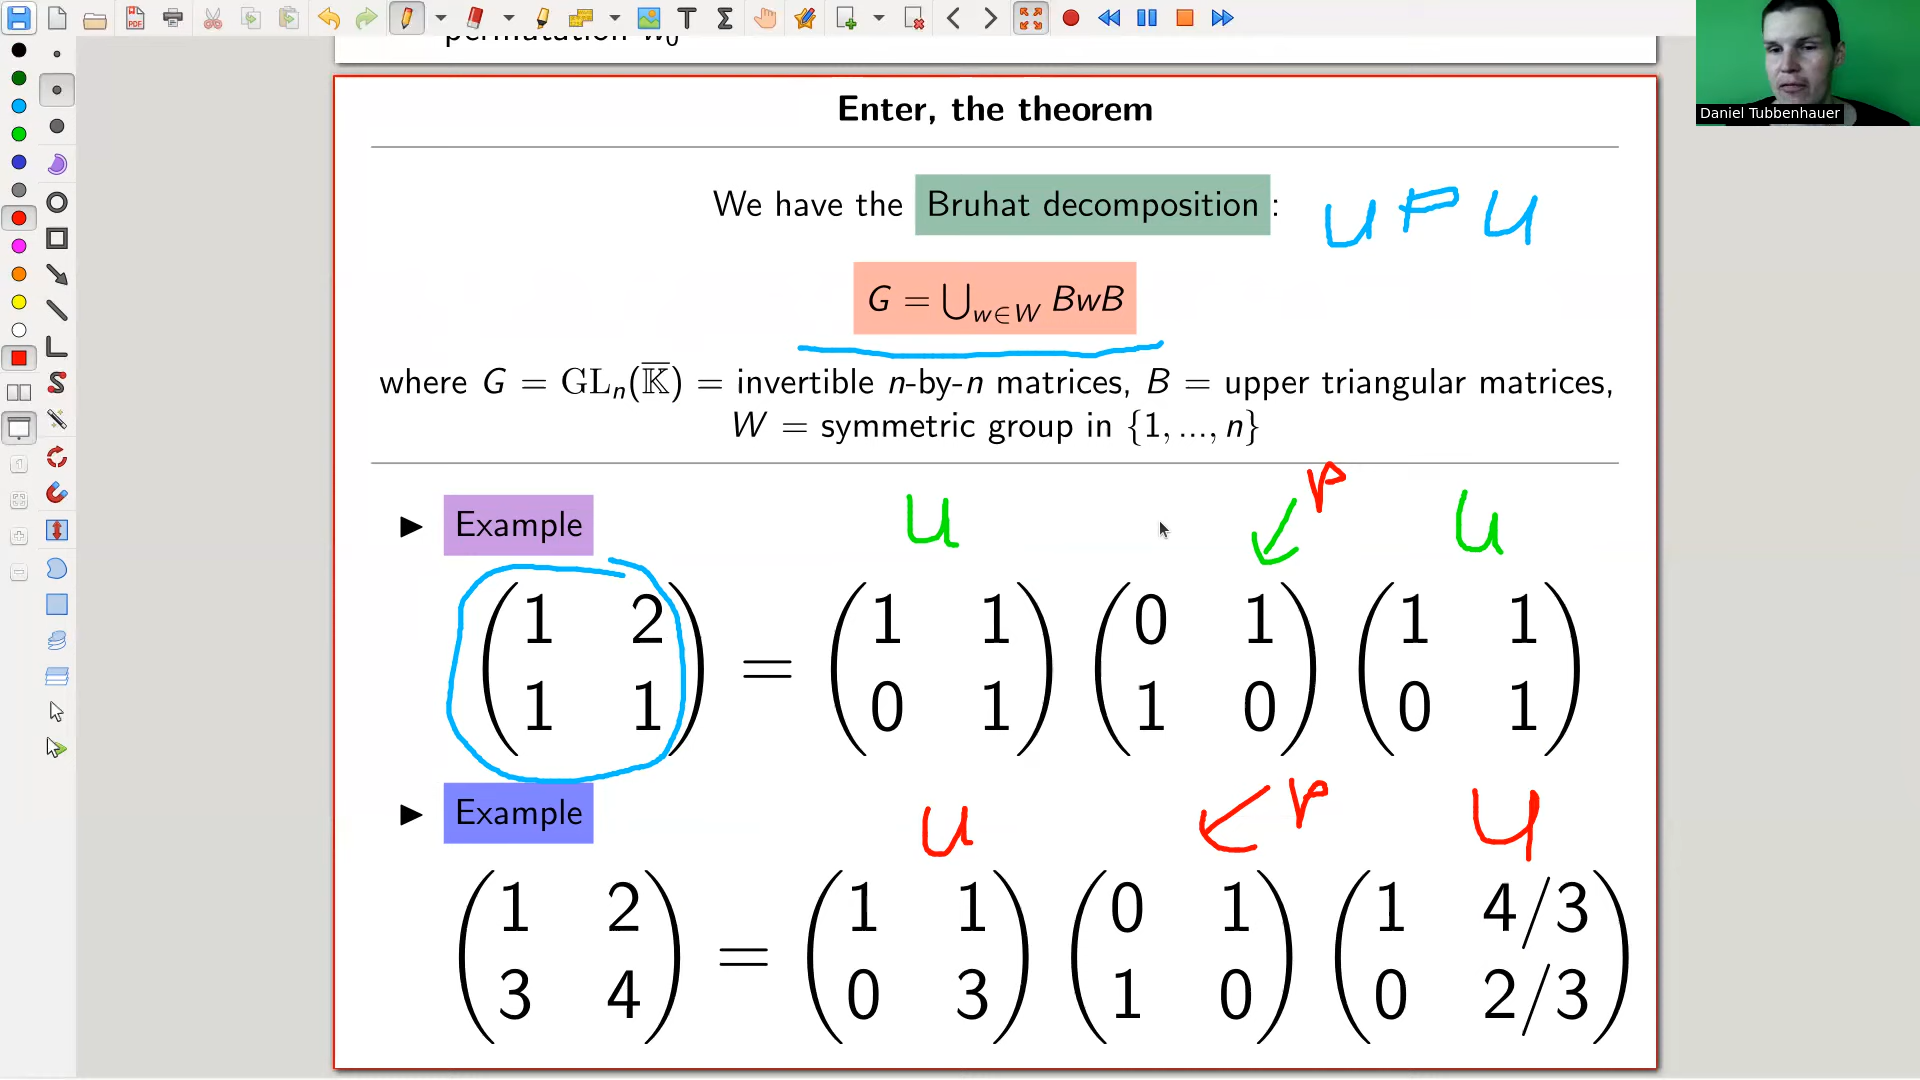 permutation w₀
Enter, the theorem
Daniel Tubbenhauer
We have the Bruhat decomposition : U P U
G = ⋃_{w∈W} BwB
where G = GLₙ(K̅) = invertible n-by-n matrices, B = upper triangular matrices,
W = symmetric group in {1, ..., n}
▶ Example U P U
(1 2; 1 1) = (1 1; 0 1) (0 1; 1 0) (1 1; 0 1)
▶ Example U P U
(1 2; 3 4) = (1 1; 0 3) (0 1; 1 0) (1 4/3; 0 2/3)